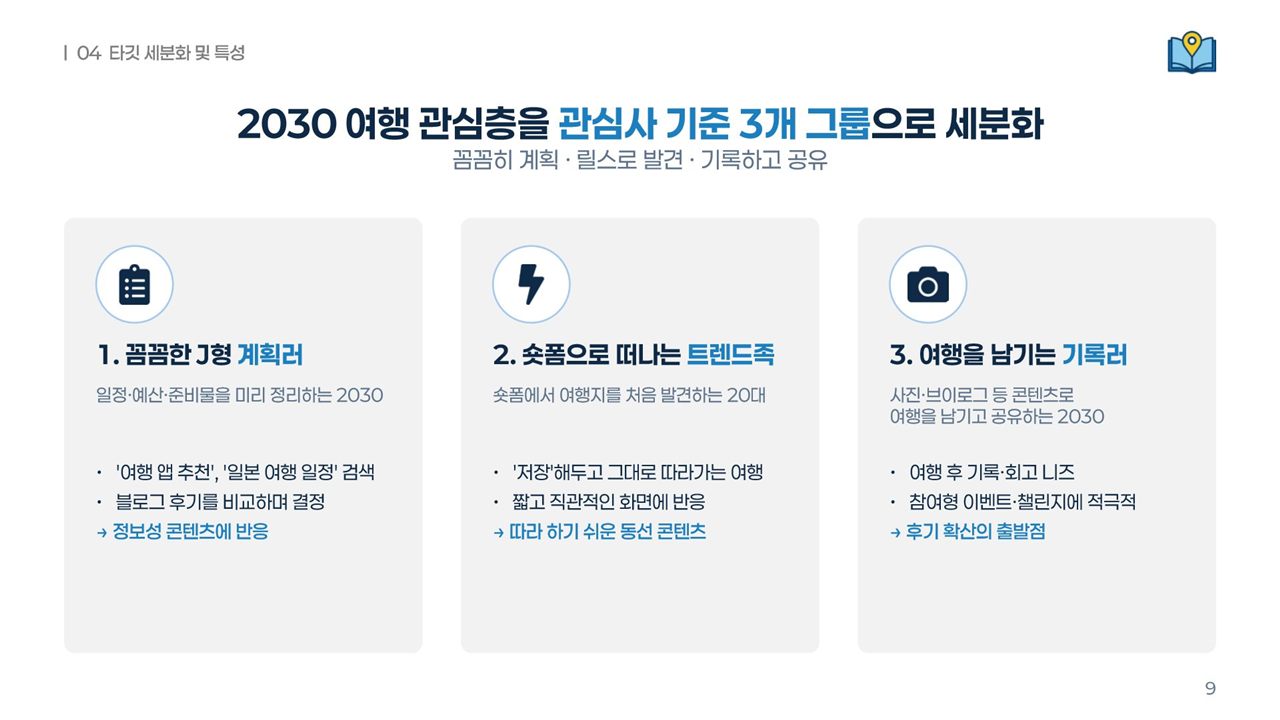 | 04 타깃 세분화 및 특성
2030 여행 관심층을 관심사 기준 3개 그룹으로 세분화
꼼꼼히 계획 · 릴스로 발견 · 기록하고 공유
1. 꼼꼼한 J형 계획러
일정·예산·준비물을 미리 정리하는 2030
• '여행 앱 추천', '일본 여행 일정' 검색
• 블로그 후기를 비교하며 결정
→ 정보성 콘텐츠에 반응
2. 숏폼으로 떠나는 트렌드족
숏폼에서 여행지를 처음 발견하는 20대
• '저장'해두고 그대로 따라가는 여행
• 짧고 직관적인 화면에 반응
→ 따라 하기 쉬운 동선 콘텐츠
3. 여행을 남기는 기록러
사진·브이로그 등 콘텐츠로
여행을 남기고 공유하는 2030
• 여행 후 기록·회고 니즈
• 참여형 이벤트·챌린지에 적극적
→ 후기 확산의 출발점
9